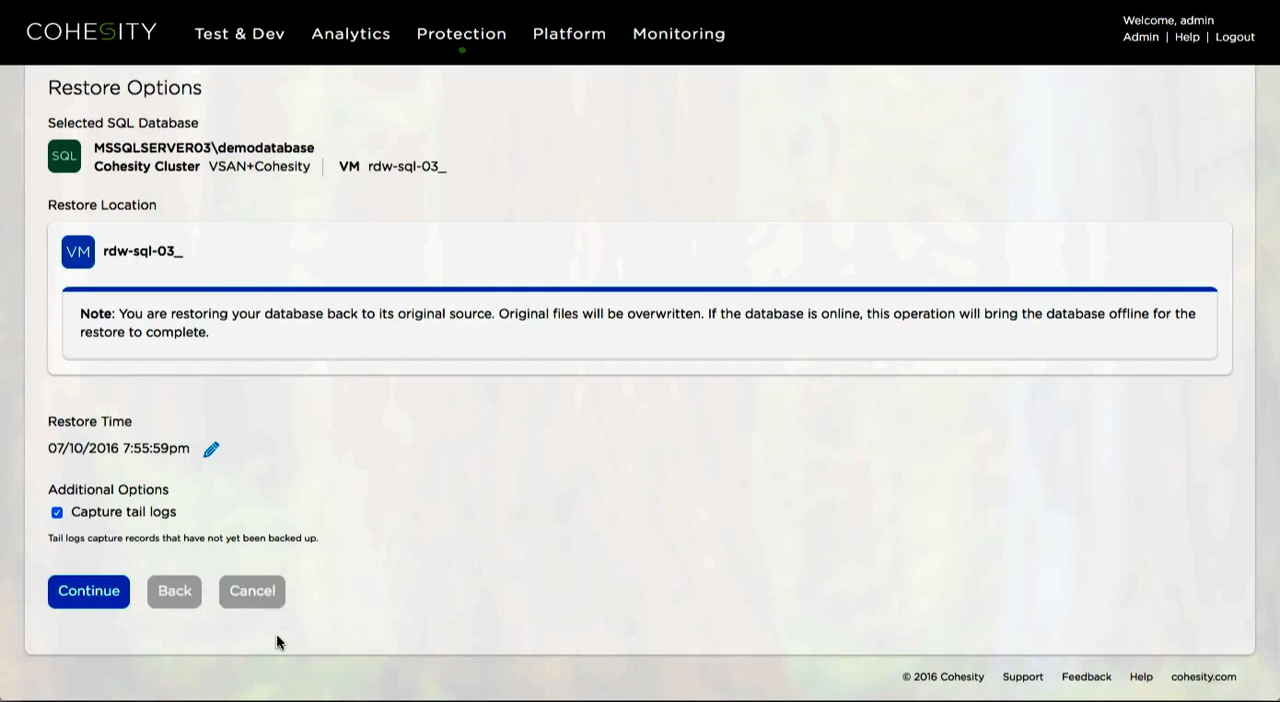 COHESITY
Test & Dev
Analytics
Protection
Platform
Monitoring
Welcome, admin
Admin | Help | Logout
Restore Options
Selected SQL Database
SQL
MSSQLSERVER03\demodatabase
Cohesity Cluster VSAN+Cohesity | VM rdw-sql-03_
Restore Location
VM
rdw-sql-03_
Note: You are restoring your database back to its original source. Original files will be overwritten. If the database is online, this operation will bring the database offline for the
restore to complete.
Restore Time
07/10/2016 7:55:59pm
Additional Options
Capture tail logs
Tail logs capture records that have not yet been backed up.
Continue
Back
Cancel
© 2016 Cohesity
Support
Feedback
Help
cohesity.com